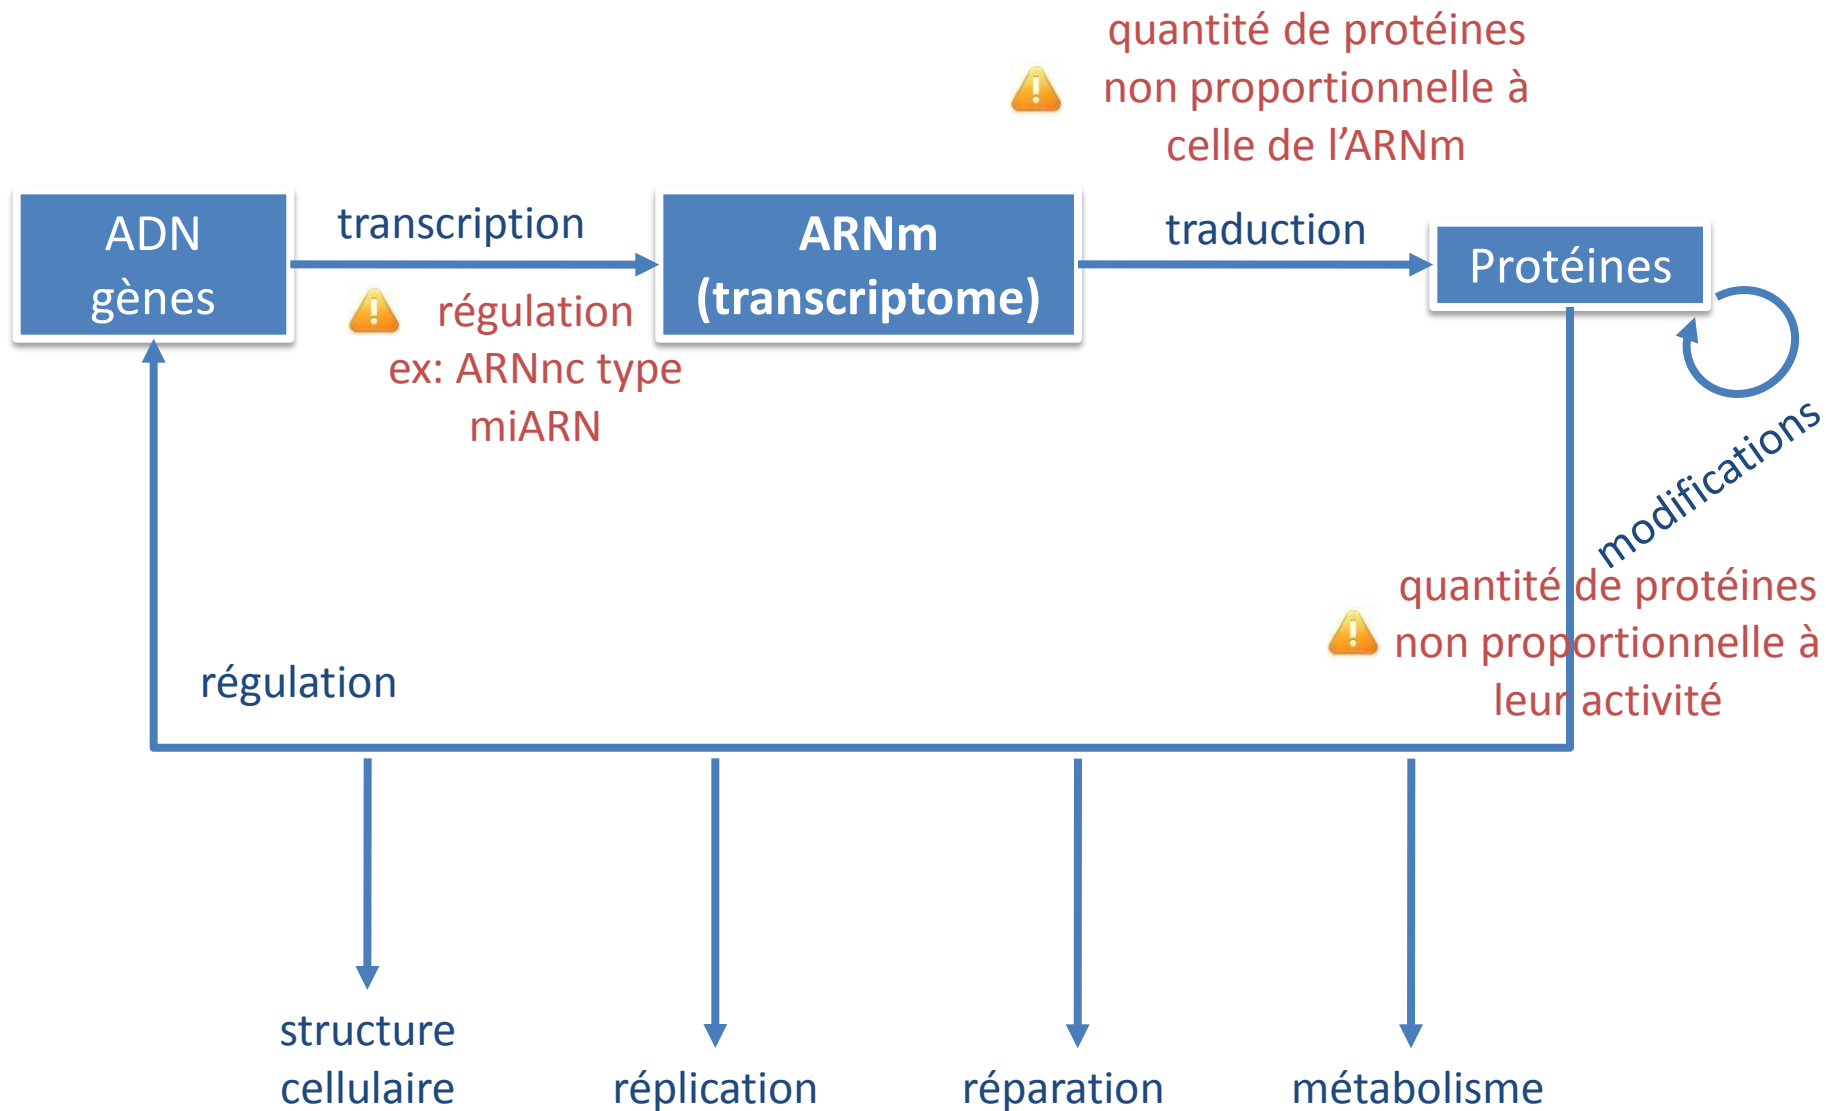 quantité de protéines
non proportionnelle à
celle de l’ARNm
ADN
gènes
transcription
ARNm
(transcriptome)
traduction
Protéines
régulation
ex: ARNnc type
miARN
modifications
quantité de protéines
non proportionnelle à
leur activité
régulation
structure
cellulaire
réplication
réparation
métabolisme